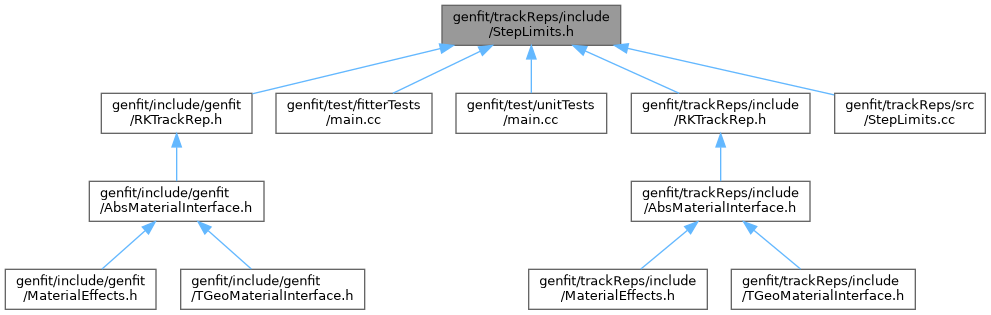 genfit/trackReps/include
/StepLimits.h
genfit/include/genfit
/RKTrackRep.h
genfit/test/fitterTests
/main.cc
genfit/test/unitTests
/main.cc
genfit/trackReps/include
/RKTrackRep.h
genfit/trackReps/src
/StepLimits.cc
genfit/include/genfit
/AbsMaterialInterface.h
genfit/trackReps/include
/AbsMaterialInterface.h
genfit/include/genfit
/MaterialEffects.h
genfit/include/genfit
/TGeoMaterialInterface.h
genfit/trackReps/include
/MaterialEffects.h
genfit/trackReps/include
/TGeoMaterialInterface.h